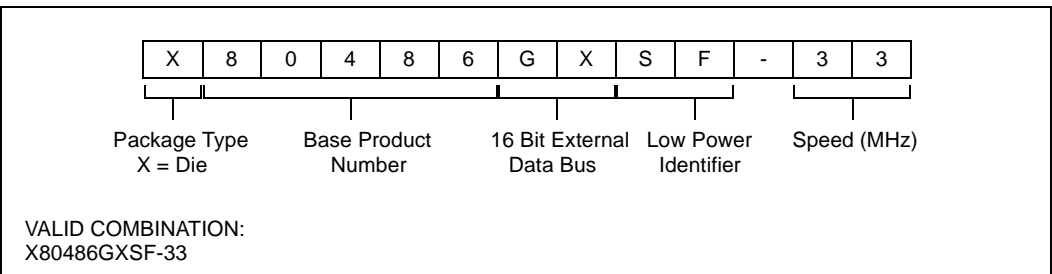 X 8 0 4 8 6 G X S F - 3 3
Package Type Base Product 16 Bit External Low Power Speed (MHz)
X = Die Number Data Bus Identifier
VALID COMBINATION:
X80486GXSF-33